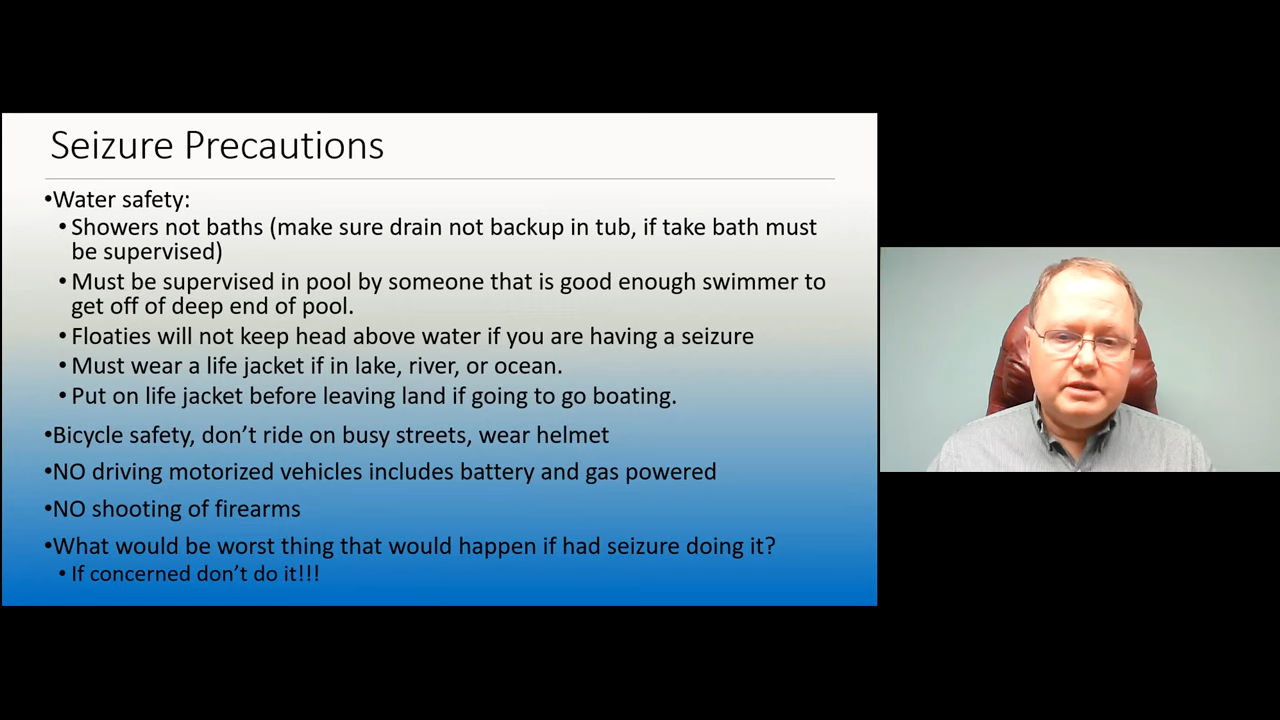 Seizure Precautions
•Water safety:
•Showers not baths (make sure drain not backup in tub, if take bath must
be supervised)
•Must be supervised in pool by someone that is good enough swimmer to
get off of deep end of pool.
•Floaties will not keep head above water if you are having a seizure
•Must wear a life jacket if in lake, river, or ocean.
•Put on life jacket before leaving land if going to go boating.
•Bicycle safety, don’t ride on busy streets, wear helmet
•NO driving motorized vehicles includes battery and gas powered
•NO shooting of firearms
•What would be worst thing that would happen if had seizure doing it?
•If concerned don’t do it!!!